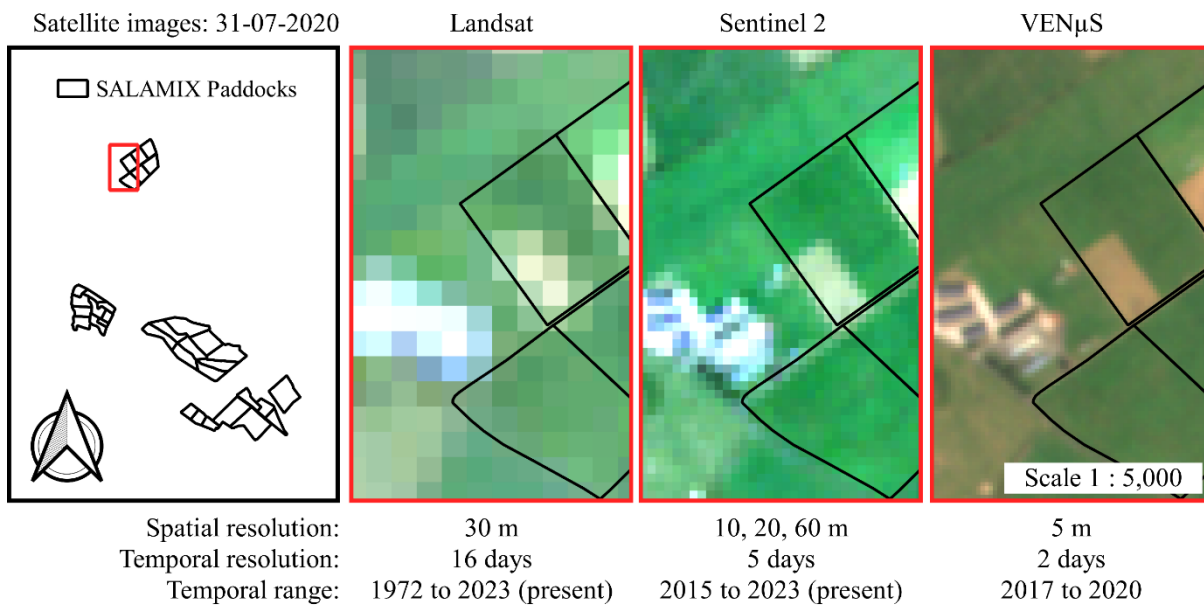 Satellite images: 31-07-2020 Landsat Sentinel 2 VENµS
SALAMIX Paddocks
Scale 1 : 5,000
Spatial resolution: 30 m 10, 20, 60 m 5 m
Temporal resolution: 16 days 5 days 2 days
Temporal range: 1972 to 2023 (present) 2015 to 2023 (present) 2017 to 2020